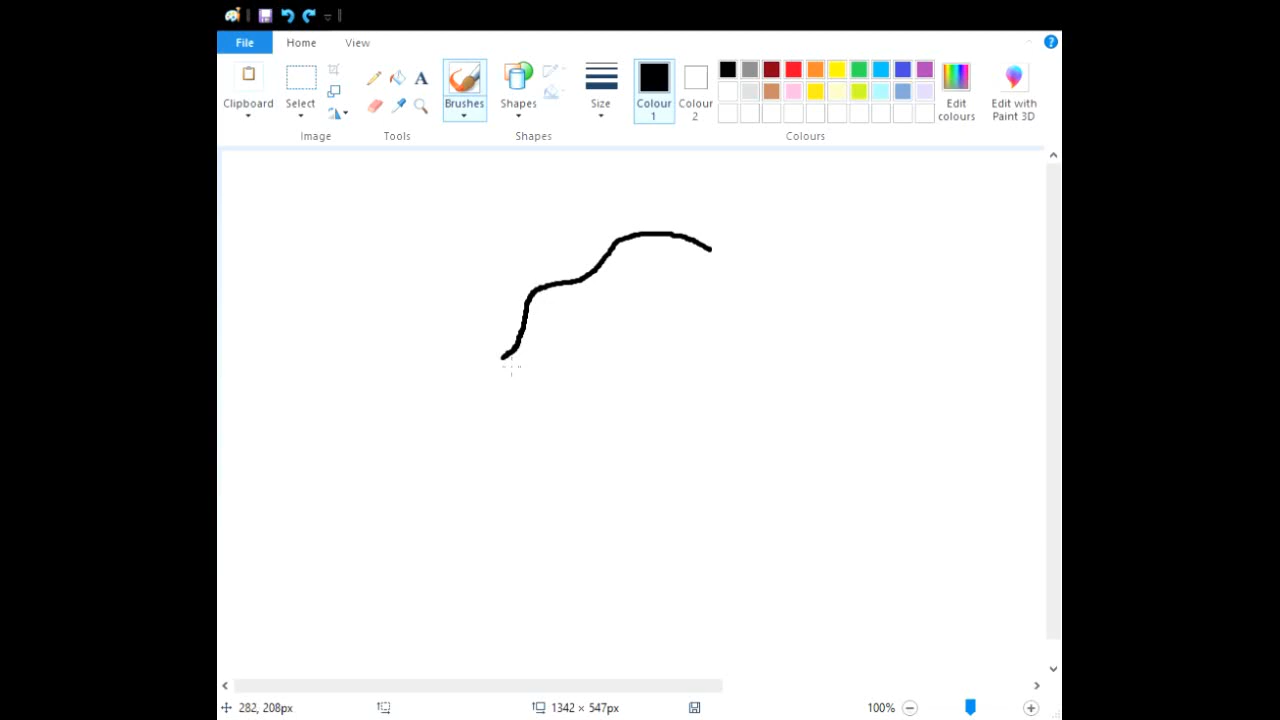 File Home View
Clipboard Select Brushes Shapes Size Colour 1 Colour 2 Edit colours Edit with Paint 3D
Image Tools Shapes Colours
282, 208px 1342 × 547px 100%